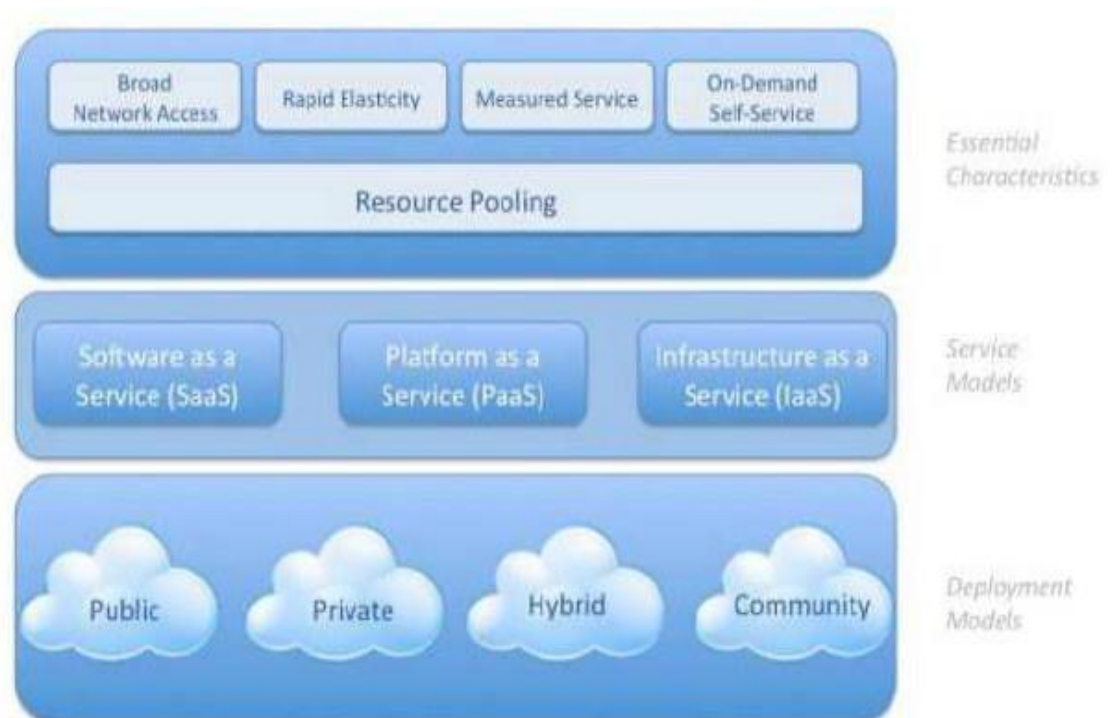 Broad
Network Access
Rapid Elasticity
Measured Service
On-Demand
Self-Service
Resource Pooling
Essential
Characteristics
Software as a
Service (SaaS)
Platform as a
Service (PaaS)
Infrastructure as a
Service (IaaS)
Service
Models
Public
Private
Hybrid
Community
Deployment
Models